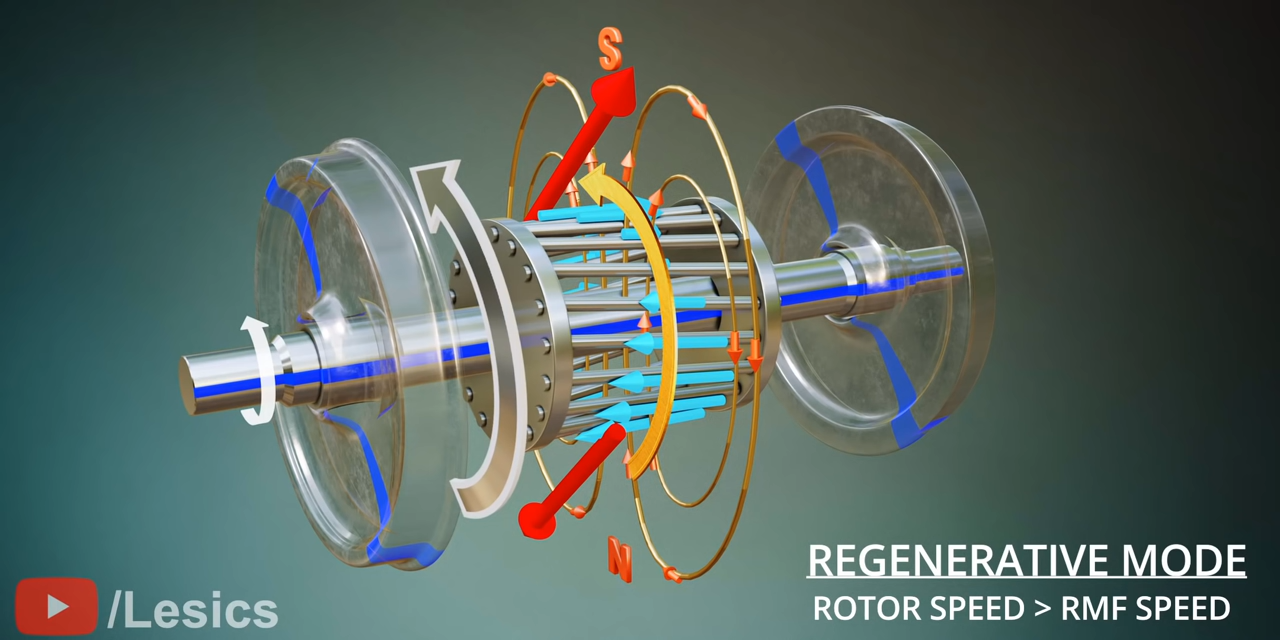 S
N
REGENERATIVE MODE
ROTOR SPEED > RMF SPEED
/Lesics